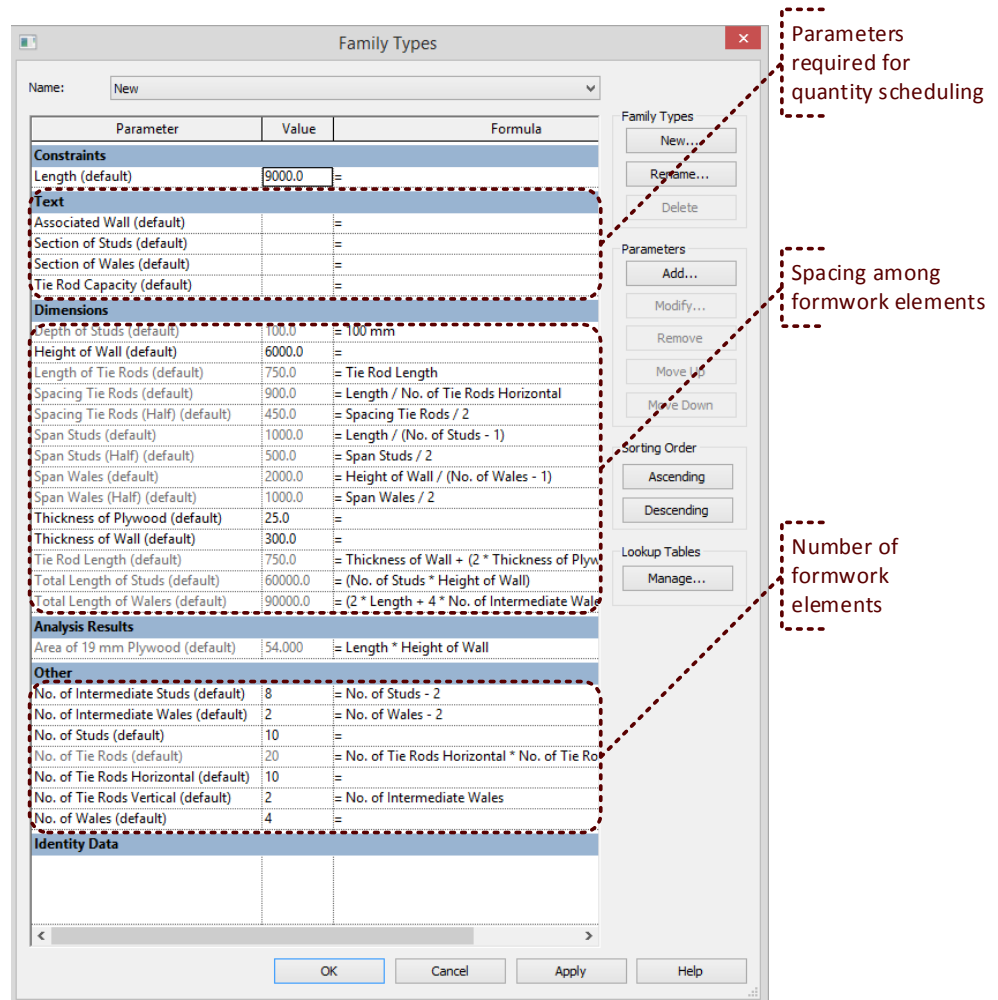 Family Types
Name: New
Parameter Value Formula
Constraints
Length (default) 9000.0 =
Text
Associated Wall (default) =
Section of Studs (default) =
Section of Wales (default) =
Tie Rod Capacity (default) =
Dimensions
Depth of Studs (default) 100.0 = 100 mm
Height of Wall (default) 6000.0 =
Length of Tie Rods (default) 750.0 = Tie Rod Length
Spacing Tie Rods (default) 900.0 = Length / No. of Tie Rods Horizontal
Spacing Tie Rods (Half) (default) 450.0 = Spacing Tie Rods / 2
Span Studs (default) 1000.0 = Length / (No. of Studs - 1)
Span Studs (Half) (default) 500.0 = Span Studs / 2
Span Wales (default) 2000.0 = Height of Wall / (No. of Wales - 1)
Span Wales (Half) (default) 1000.0 = Span Wales / 2
Thickness of Plywood (default) 25.0 =
Thickness of Wall (default) 300.0 =
Tie Rod Length (default) 750.0 = Thickness of Wall + (2 * Thickness of Plyw
Total Length of Studs (default) 60000.0 = (No. of Studs * Height of Wall)
Total Length of Walers (default) 90000.0 = (2 * Length + 4 * No. of Intermediate Wale
Analysis Results
Area of 19 mm Plywood (default) 54.000 = Length * Height of Wall
Other
No. of Intermediate Studs (default) 8 = No. of Studs - 2
No. of Intermediate Wales (default) 2 = No. of Wales - 2
No. of Studs (default) 10 =
No. of Tie Rods (default) 20 = No. of Tie Rods Horizontal * No. of Tie Ro
No. of Tie Rods Horizontal (default) 10 =
No. of Tie Rods Vertical (default) 2 = No. of Intermediate Wales
No. of Wales (default) 4 =
Identity Data
Family Types
New...
Rename...
Delete
Parameters
Add...
Modify...
Remove
Move Up
Move Down
Sorting Order
Ascending
Descending
Lookup Tables
Manage...
OK Cancel Apply Help
Parameters
required for
quantity scheduling
Spacing among
formwork elements
Number of
formwork
elements